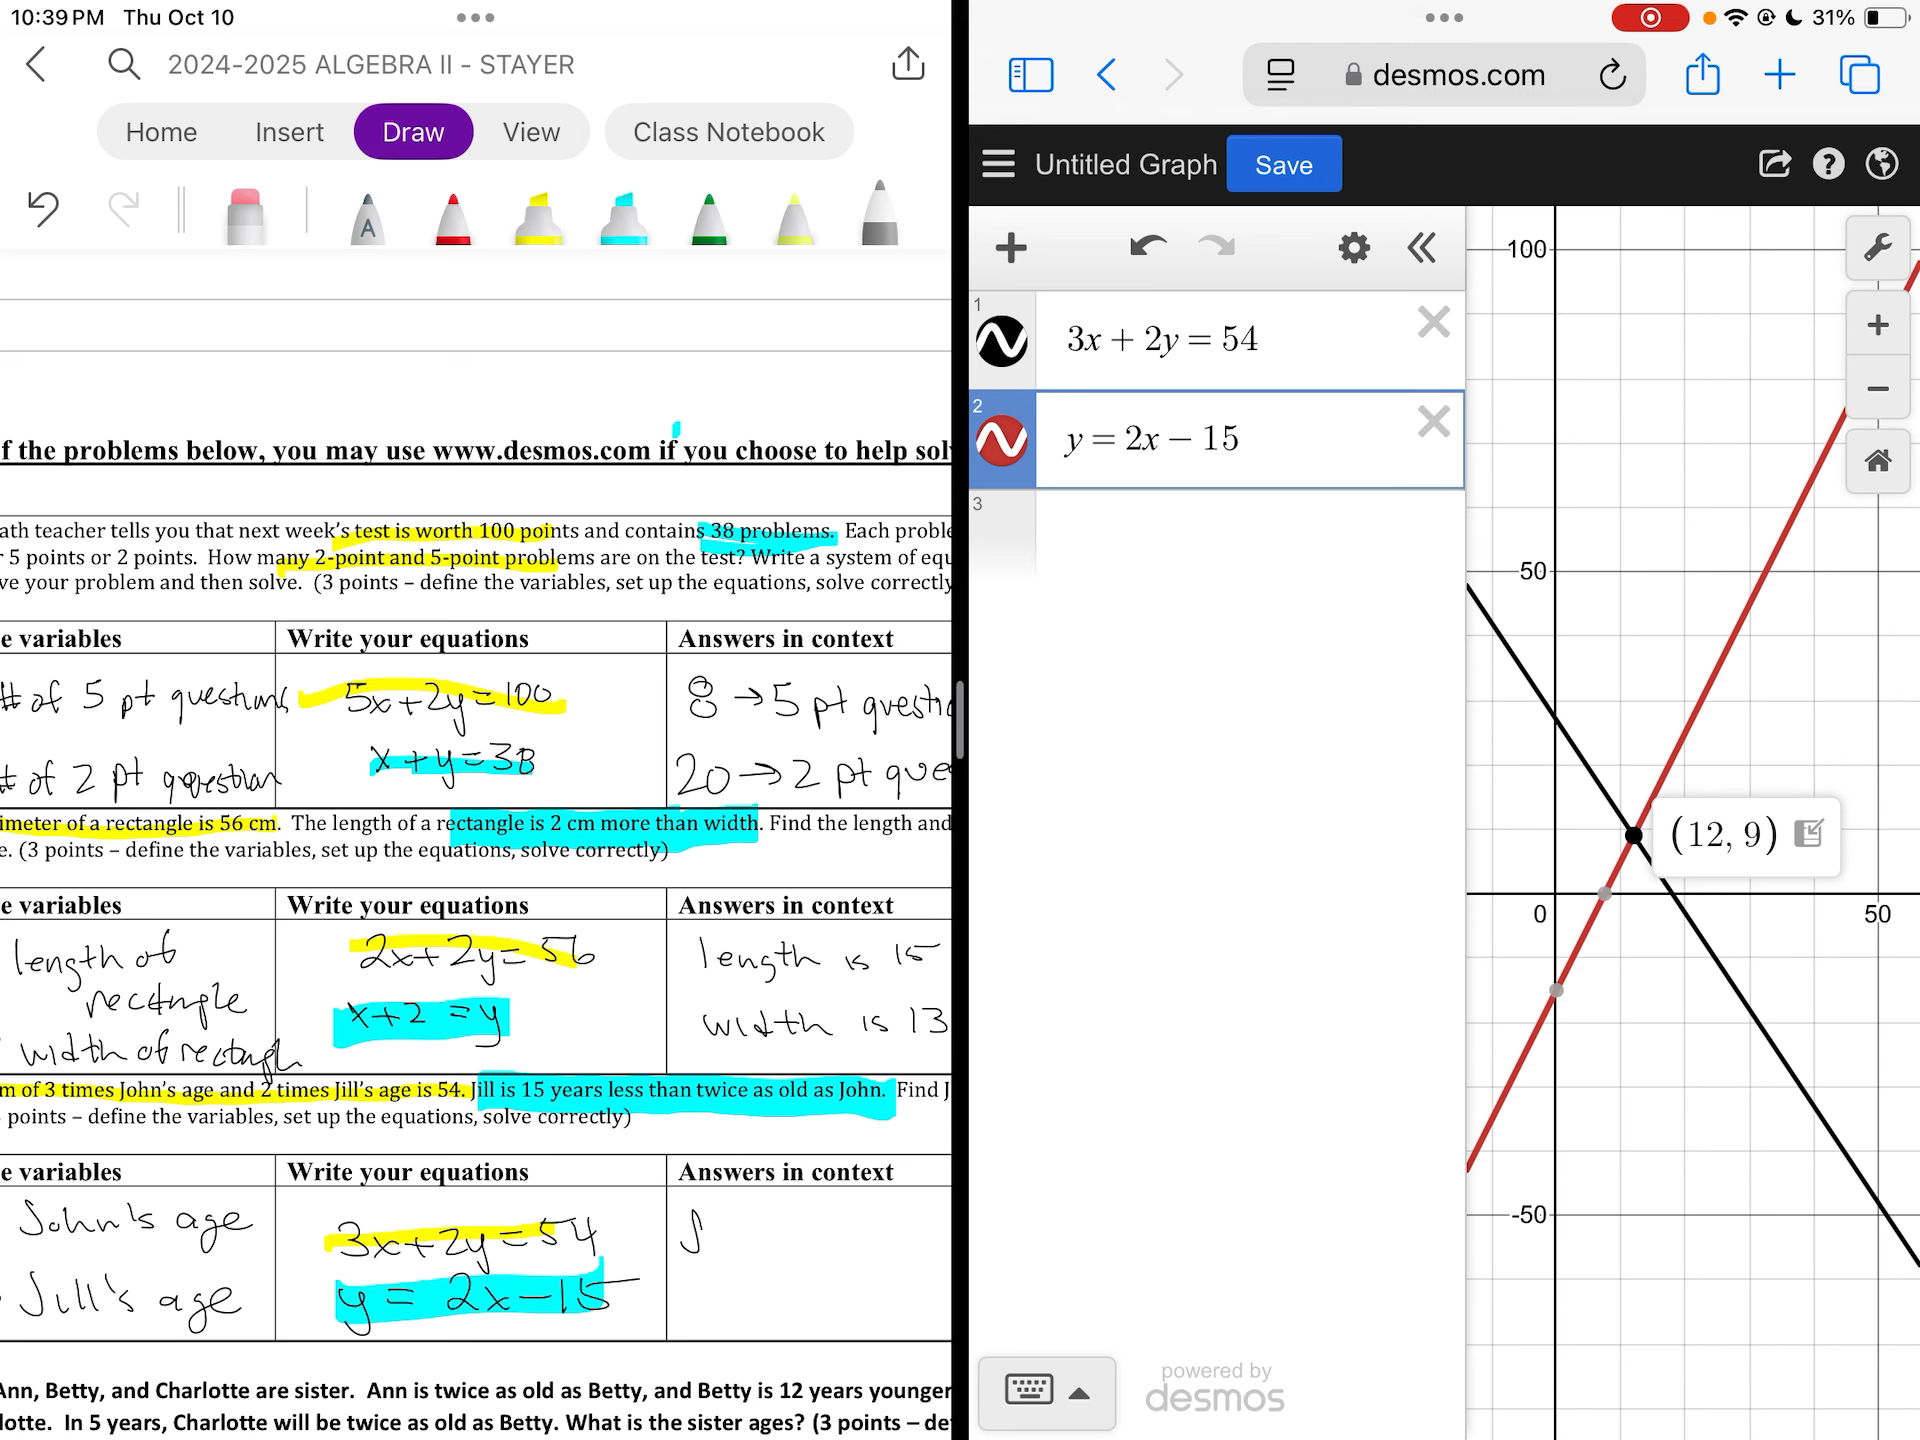 10:39 PM Thu Oct 10
31%
2024-2025 ALGEBRA II - STAYER
desmos.com
Home Insert Draw View Class Notebook
Untitled Graph Save
A
1
3x + 2y = 54
2
y = 2x − 15
3
100
50
-50
0
50
(12, 9)
powered by
desmos
f the problems below, you may use www.desmos.com if you choose to help sol
ath teacher tells you that next week's test is worth 100 points and contains 38 problems. Each proble
r 5 points or 2 points. How many 2-point and 5-point problems are on the test? Write a system of equ
ve your problem and then solve. (3 points – define the variables, set up the equations, solve correctly
e variables Write your equations Answers in context
# of 5 pt questions 5x+2y=100 8 → 5 pt questio
# of 2 pt question x+y=38 20 → 2 pt que
imeter of a rectangle is 56 cm. The length of a rectangle is 2 cm more than width. Find the length and
e. (3 points – define the variables, set up the equations, solve correctly)
e variables Write your equations Answers in context
length of rectangle 2x+2y=56 length is 15
width of rectangle x+2=y width is 13
m of 3 times John's age and 2 times Jill's age is 54. Jill is 15 years less than twice as old as John. Find J
points – define the variables, set up the equations, solve correctly)
e variables Write your equations Answers in context
John's age 3x+2y=54 J
Jill's age y = 2x-15
Ann, Betty, and Charlotte are sister. Ann is twice as old as Betty, and Betty is 12 years younger
lotte. In 5 years, Charlotte will be twice as old as Betty. What is the sister ages? (3 points – de